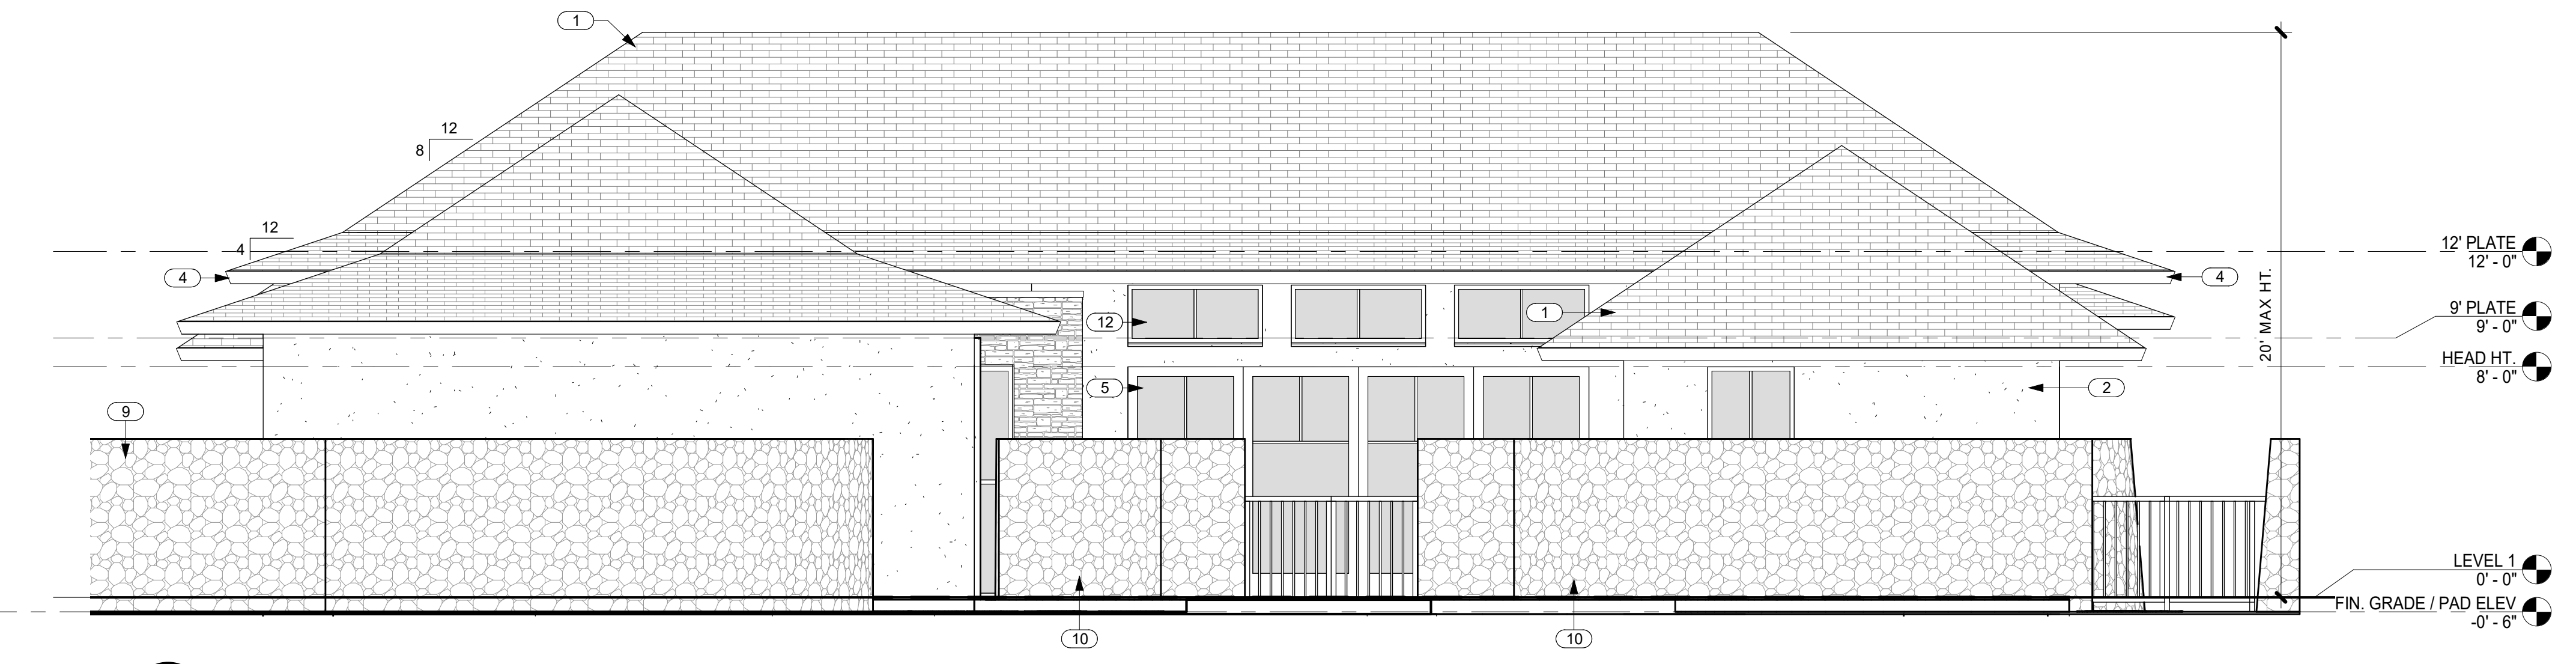 1
12
8
12
4
4
12' PLATE
12' - 0"
4
20' MAX HT.
12
1
9' PLATE
9' - 0"
HEAD HT.
8' - 0"
5
2
9
LEVEL 1
0' - 0"
FIN. GRADE / PAD ELEV
-0' - 6"
10
10